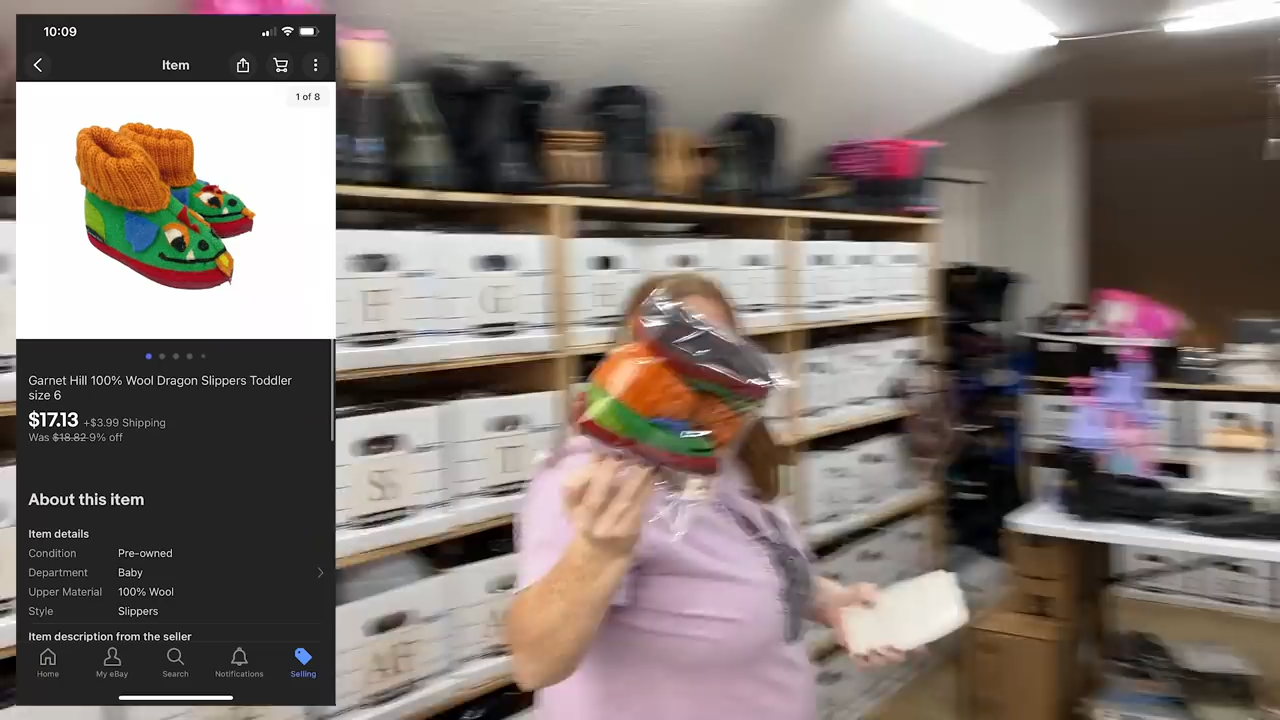 10:09
Item
1 of 8
Garnet Hill 100% Wool Dragon Slippers Toddler
size 6
$17.13 +$3.99 Shipping
Was $18.82 9% off
About this item
Item details
Condition Pre-owned
Department Baby
Upper Material 100% Wool
Style Slippers
Item description from the seller
Home My eBay Search Notifications Selling
F
G